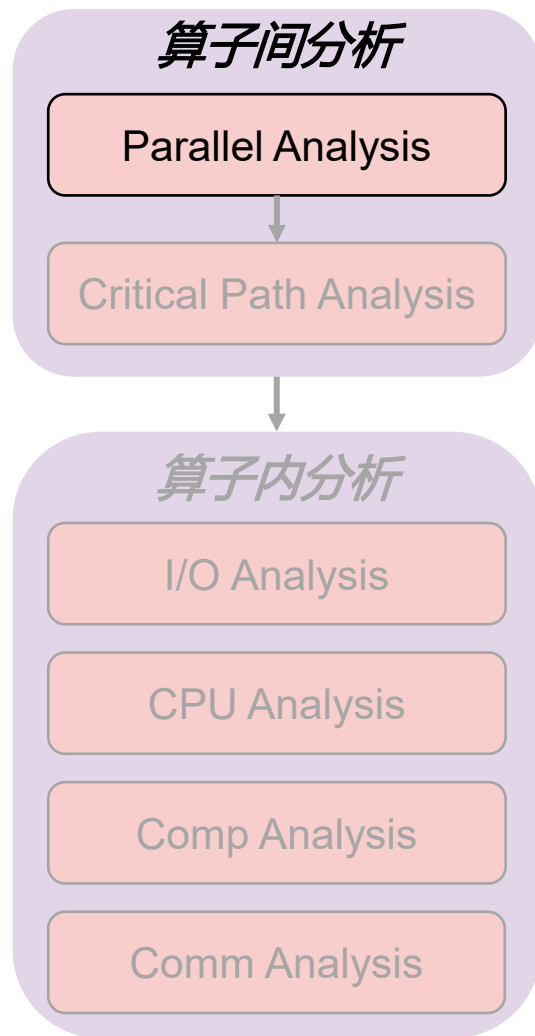 算子间分析
Parallel Analysis
Critical Path Analysis
算子内分析
I/O Analysis
CPU Analysis
Comp Analysis
Comm Analysis